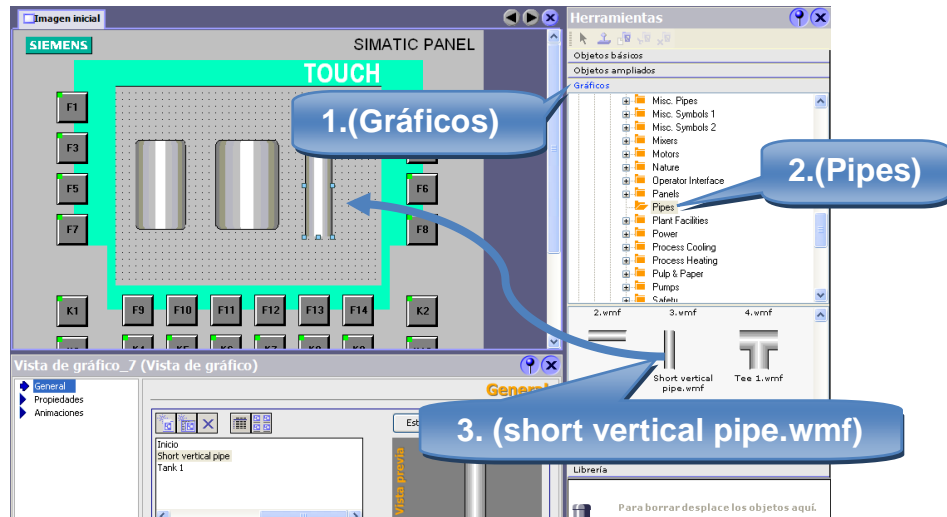 Imagen inicial
SIEMENS
SIMATIC PANEL
TOUCH
F1
F3
F5
F7
F6
F8
K1
F9
F10
F11
F12
F13
F14
K2
Herramientas
Objetos básicos
Objetos ampliados
Gráficos
Misc. Pipes
Misc. Symbols 1
Misc. Symbols 2
Mixers
Motors
Nature
Operator Interface
Panels
Pipes
Plant Facilities
Power
Process Cooling
Process Heating
Pulp & Paper
Pumps
Safety
1.(Gráficos)
2.(Pipes)
2.wmf
3.wmf
4.wmf
Short vertical
pipe.wmf
Tee 1.wmf
3. (short vertical pipe.wmf)
Vista de gráfico_7 (Vista de gráfico)
General
Propiedades
Animaciones
General
Inicio
Short vertical pipe
Tank 1
Est
Vista previa
Librería
Para borrar desplace los objetos aquí.